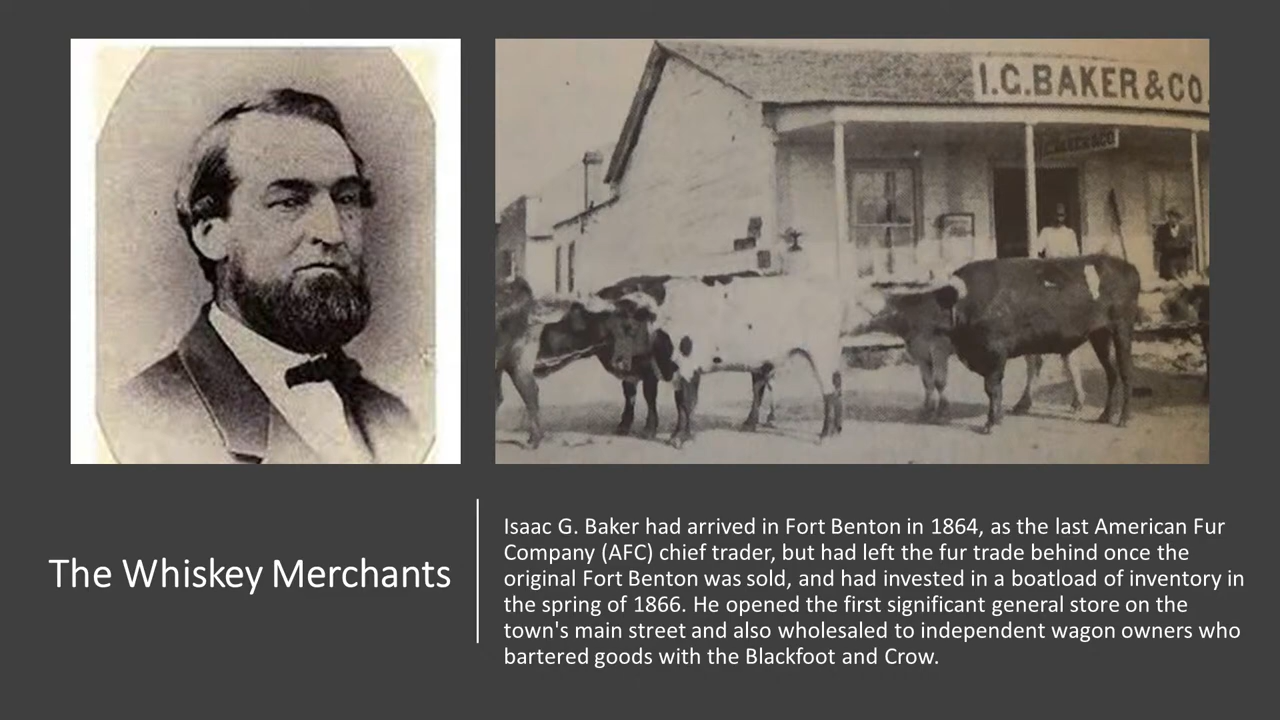 I.G.BAKER&CO.
The Whiskey Merchants
Isaac G. Baker had arrived in Fort Benton in 1864, as the last American Fur
Company (AFC) chief trader, but had left the fur trade behind once the
original Fort Benton was sold, and had invested in a boatload of inventory in
the spring of 1866. He opened the first significant general store on the
town's main street and also wholesaled to independent wagon owners who
bartered goods with the Blackfoot and Crow.